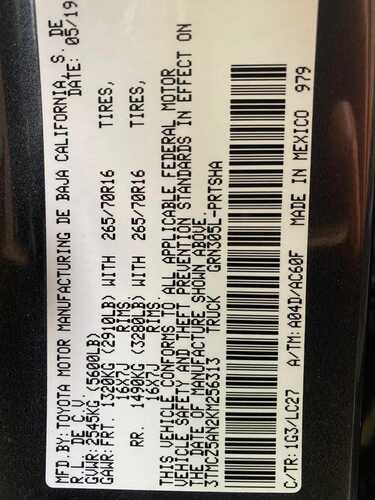 MFD.BY:TOYOTA MOTOR MANUFACTURING DE BAJA CALIFORNIA S. DE
R.L. DE C.V. DATE: 05/19
GVWR:2545KG (5600LB)
GAWR:FRT. 1320KG (2910LB) WITH 265/70R16 TIRES,
16X7J RIMS,
RR. 1490KG (3280LB) WITH 265/70R16 TIRES,
16X7J RIMS.
THIS VEHICLE CONFORMS TO ALL APPLICABLE FEDERAL MOTOR
VEHICLE SAFETY AND THEFT PREVENTION STANDARDS IN EFFECT ON
THE DATE OF MANUFACTURE SHOWN ABOVE.
3TMCZ5AN2KM256313 TRUCK GRN305L-PRTSHA
C/TR: 1G3/LC27 A/TM: A04D/AC60F MADE IN MEXICO 979